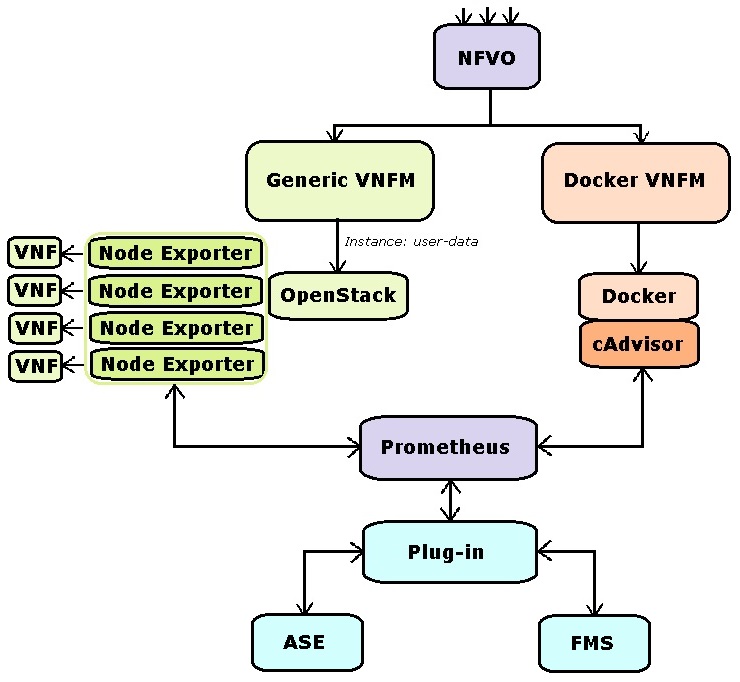 NFVO
Generic VNFM
Docker VNFM
Instance: user-data
VNF
Node Exporter
VNF
Node Exporter
VNF
Node Exporter
VNF
Node Exporter
OpenStack
Docker
cAdvisor
Prometheus
Plug-in
ASE
FMS